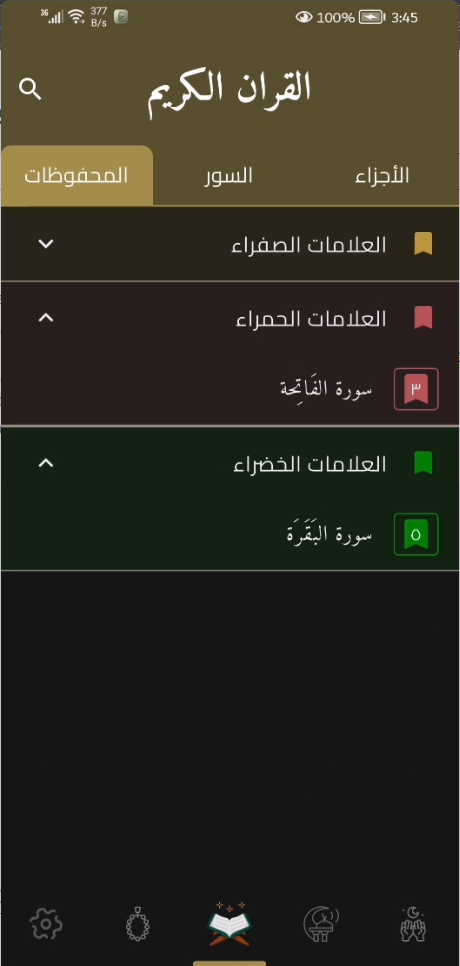 36 377 B/s 100% 3:45
القران الكريم
الأجزاء السور المحفوظات
العلامات الصفراء
العلامات الحمراء
٣ سورة الفَاتِحة
العلامات الخضراء
٥ سورة البَقَرَة